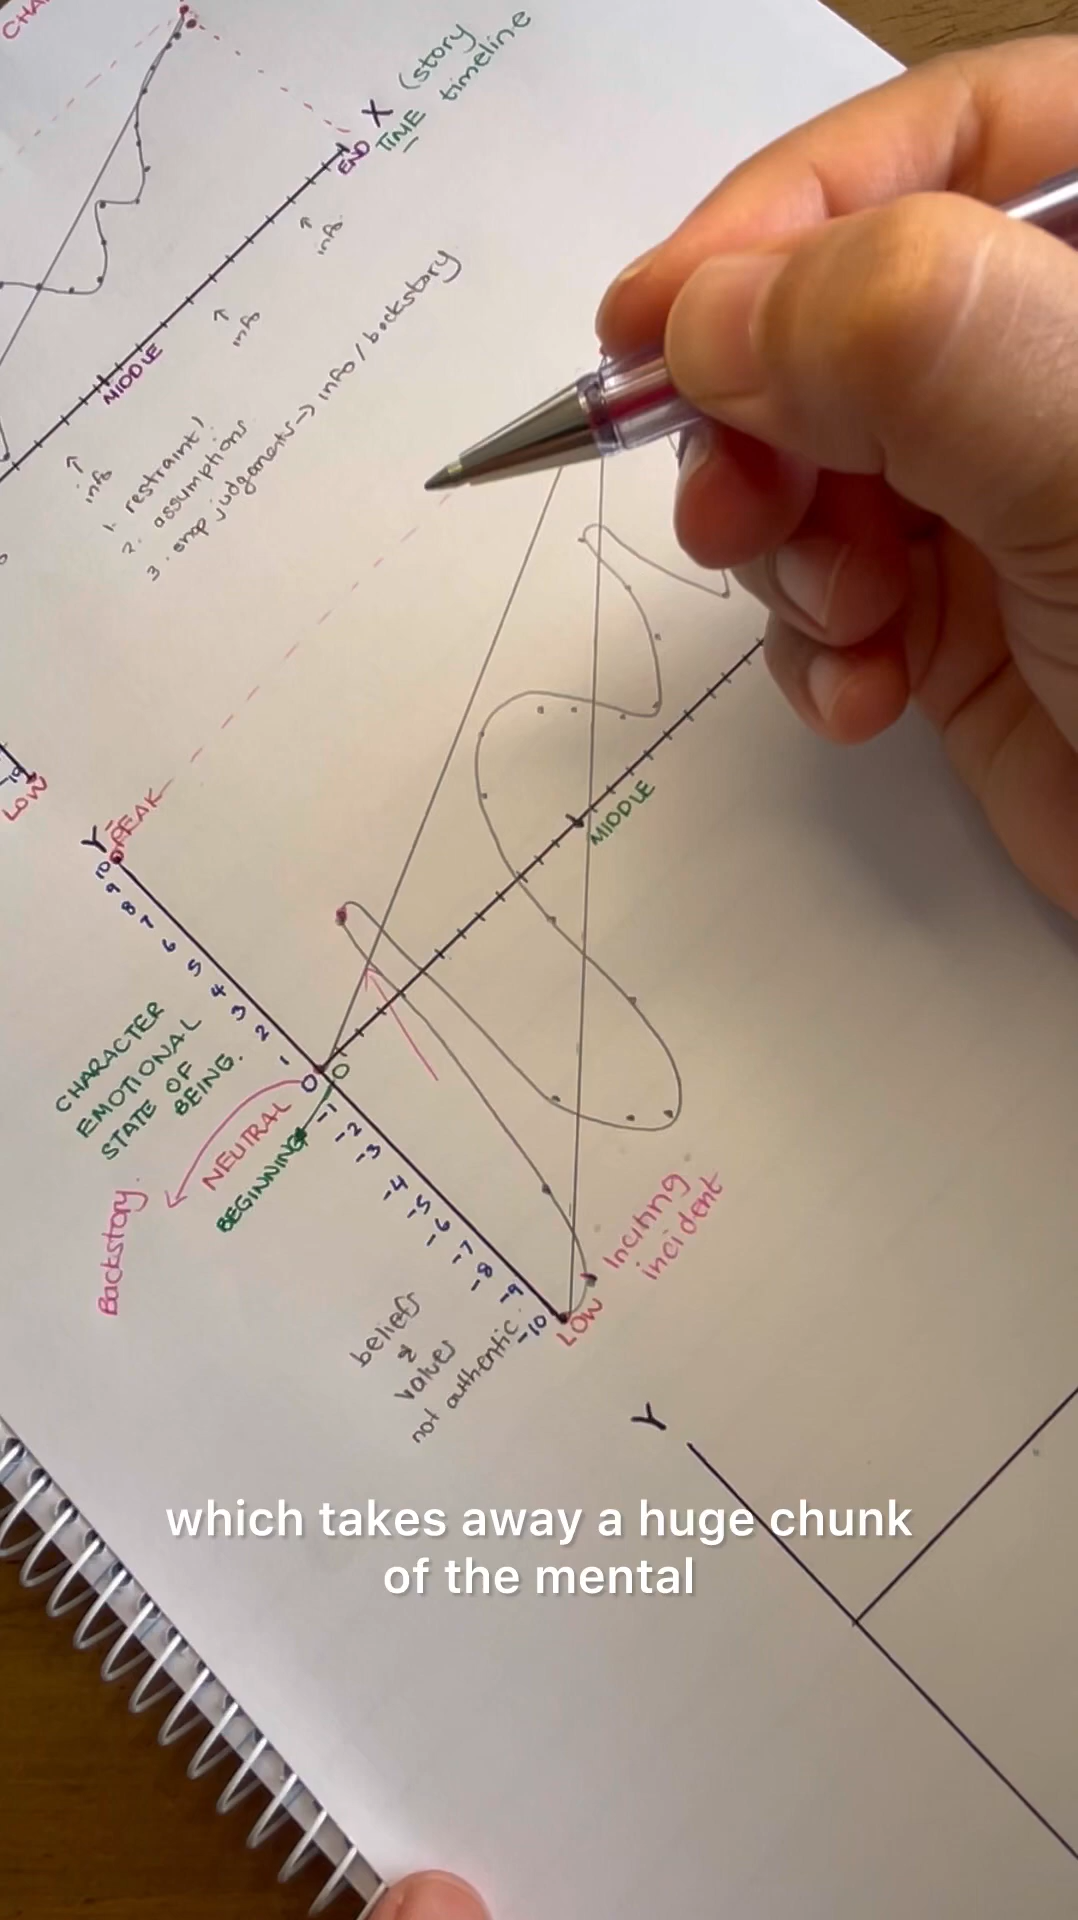 CHA
X
(story
TIME timeline
END
↑
info
↑
info
MIDDLE
↑
info
1. restraint!
2. assumptions.
3. snap judgements → info / backstory
-10
LOW
Y
PEAK
10
9
8
7
6
5
4
3
2
1
0
0
CHARACTER
EMOTIONAL
STATE OF
BEING.
NEUTRAL
BEGINNING
Backstory.
MIDDLE
-1
-2
-3
-4
-5
-6
-7
-8
-9
-10
LOW
Inciting
incident
beliefs
&
values
not authentic.
Y
which takes away a huge chunk
of the mental